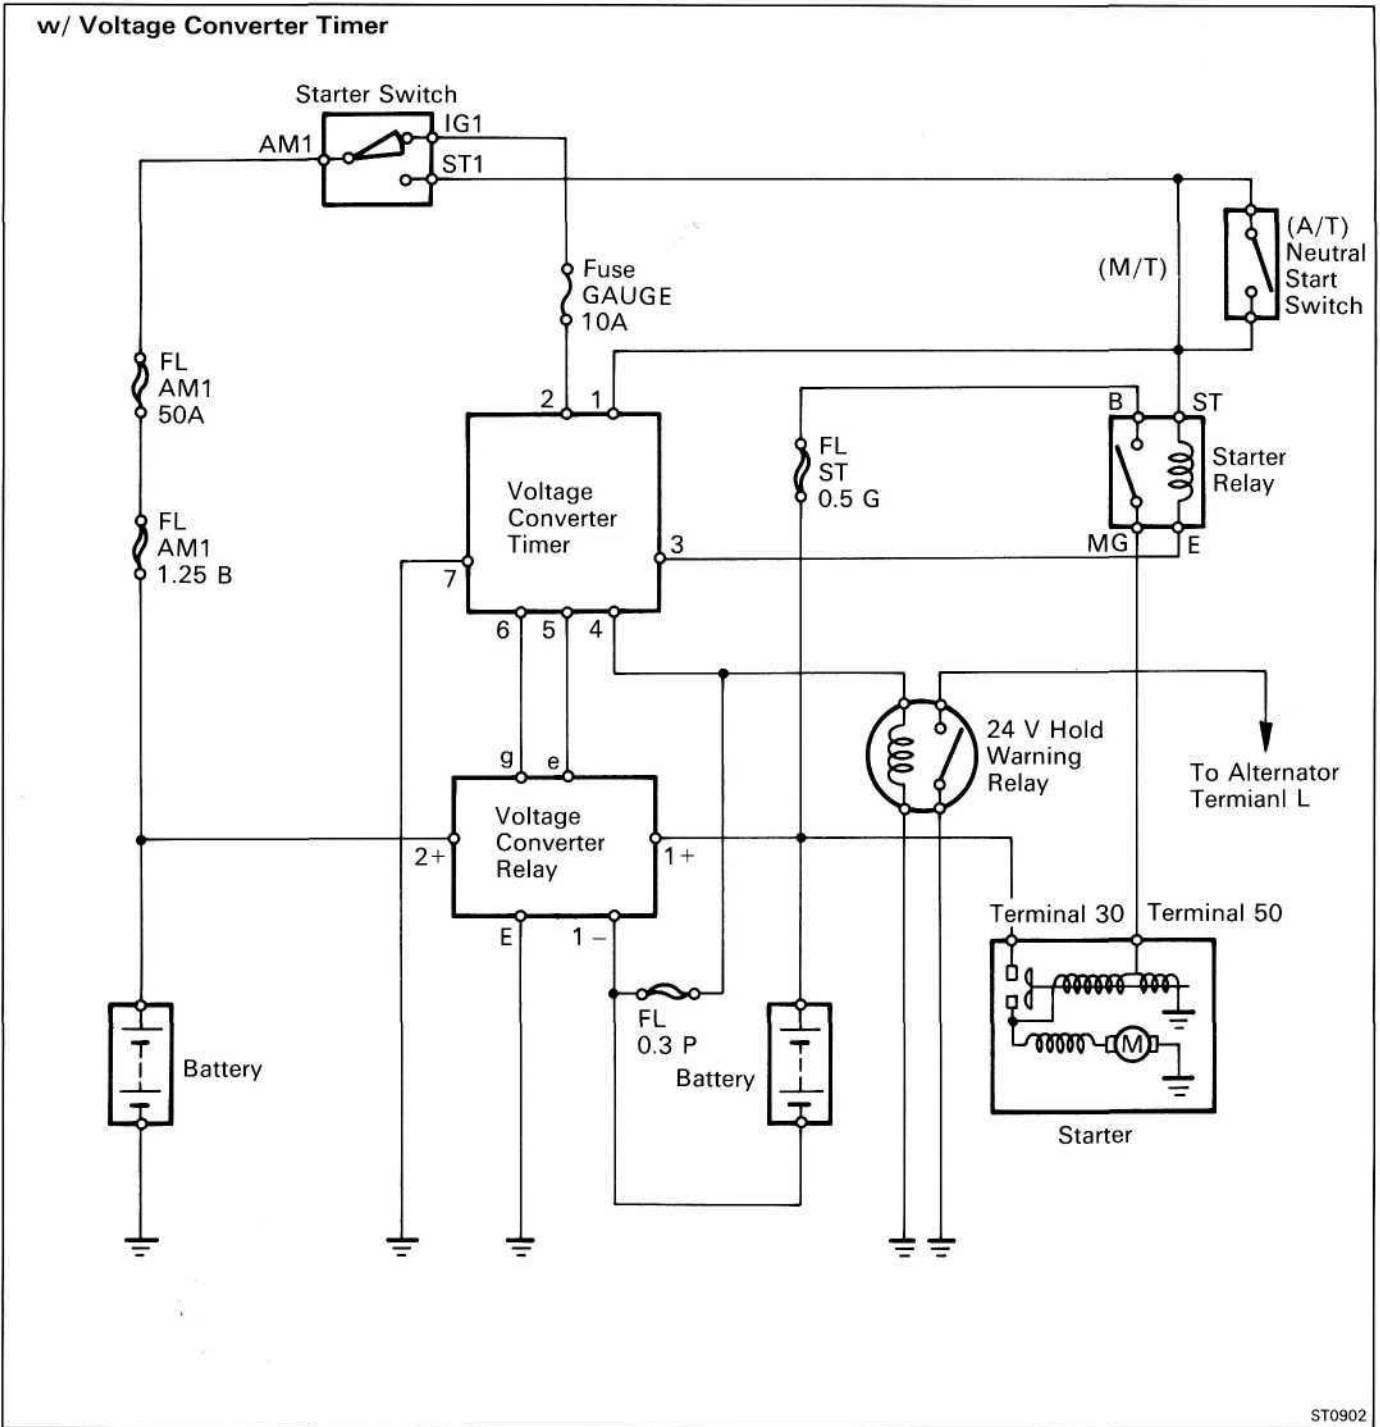 w/ Voltage Converter Timer
Starter Switch
AM1
IG1
ST1
(A/T)
Neutral
Start
Switch
(M/T)
Fuse
GAUGE
10A
FL
AM1
50A
2
1
B
ST
FL
ST
0.5 G
Starter
Relay
Voltage
Converter
Timer
FL
AM1
1.25 B
3
MG
E
7
6
5
4
24 V Hold
Warning
Relay
To Alternator
Termianl L
g
e
Voltage
Converter
Relay
2+
1+
E
1 −
Terminal 30
Terminal 50
FL
0.3 P
M
Battery
Battery
Starter
ST0902